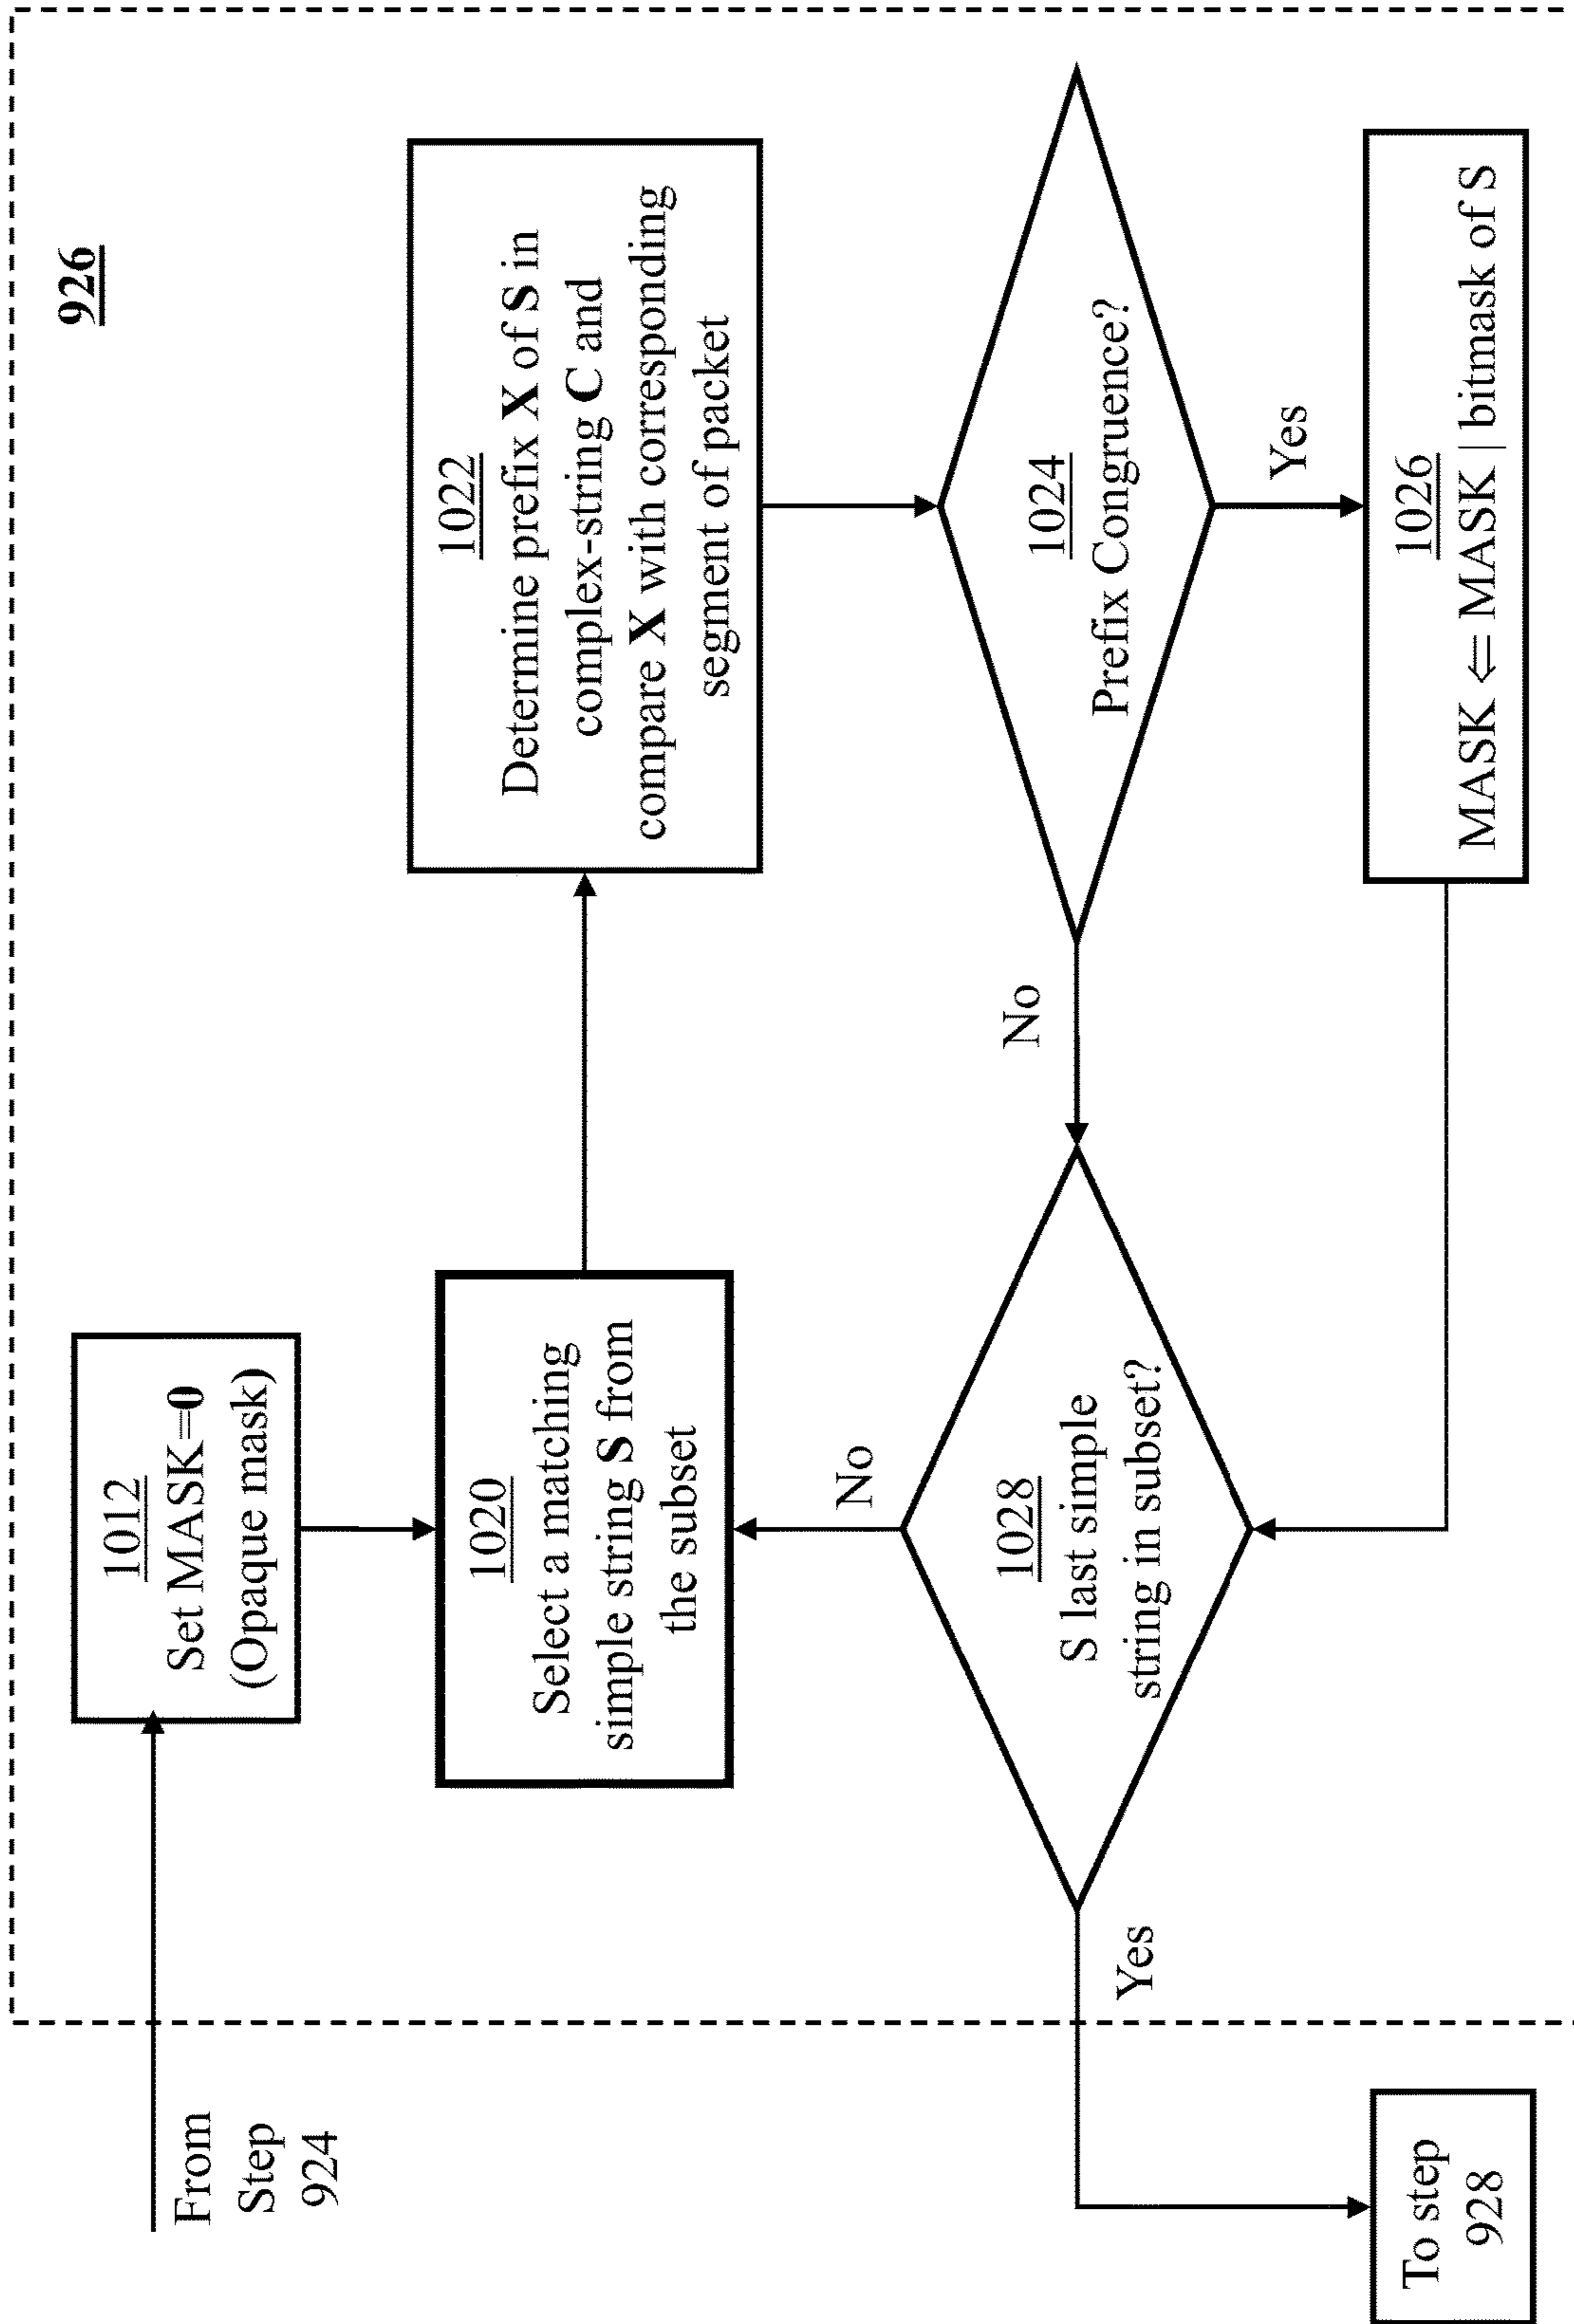 926
From
Step
924
1012
Set MASK=0
(Opaque mask)
1020
Select a matching
simple string S from
the subset
1022
Determine prefix X of S in
complex-string C and
compare X with corresponding
segment of packet
1024
Prefix Congruence?
Yes
No
1026
MASK ⇐ MASK | bitmask of S
1028
S last simple
string in subset?
No
Yes
To step
928